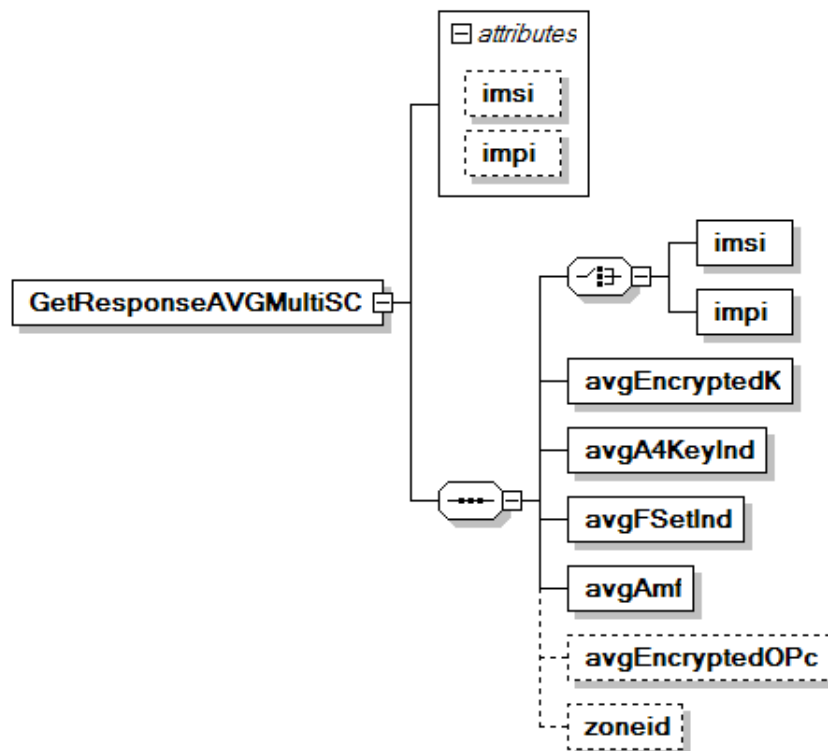 attributes
imsi
impi
GetResponseAVGMultiSC
imsi
impi
avgEncryptedK
avgA4KeyInd
avgFSetInd
avgAmf
avgEncryptedOPc
zoneid